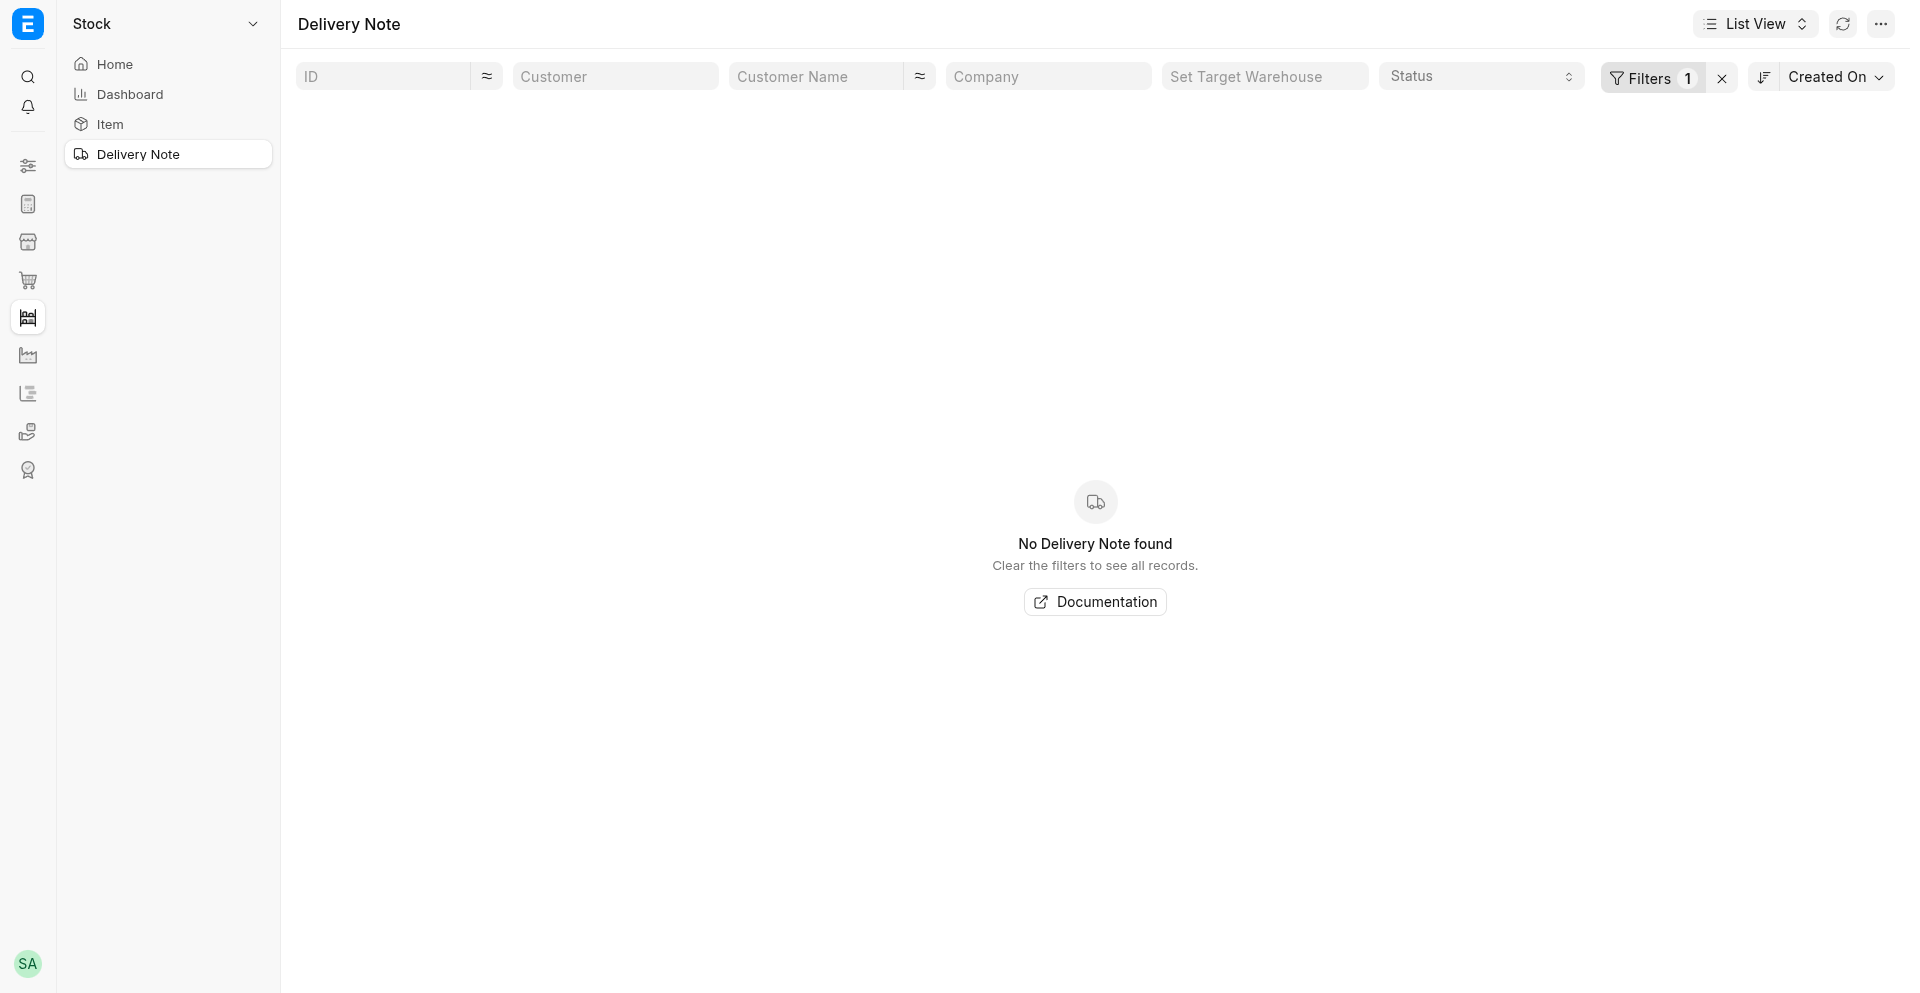 Stock
Home
Dashboard
Item
Delivery Note
SA
Delivery Note
List View
ID
≈
Customer
Customer Name
≈
Company
Set Target Warehouse
Status
Filters 1
Created On
No Delivery Note found
Clear the filters to see all records.
Documentation